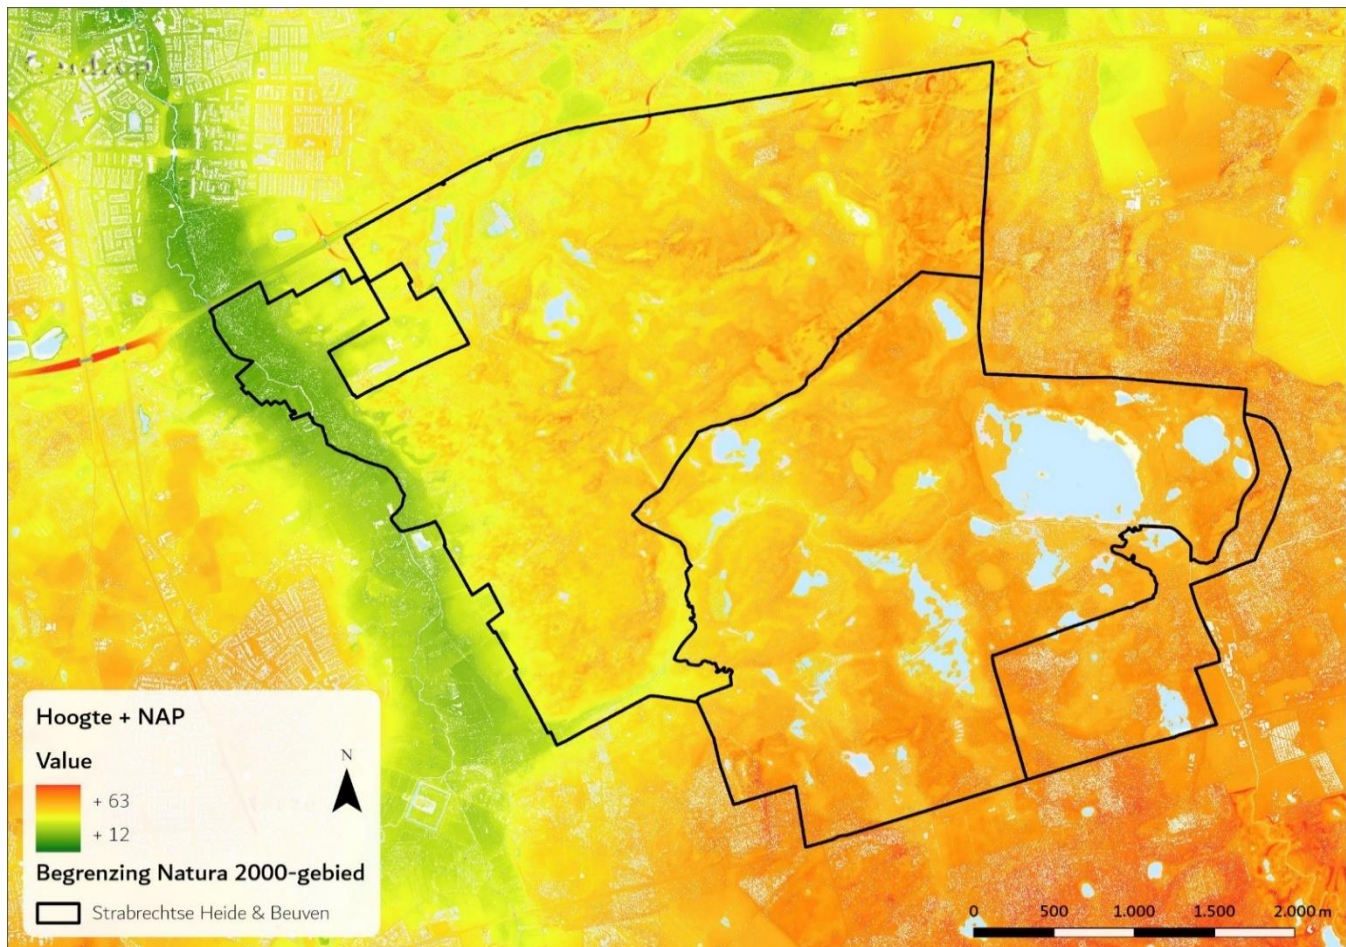 Hoogte + NAP
Value
N
+ 63
+ 12
Begrenzing Natura 2000-gebied
Strabrechtse Heide & Beuven
0 500 1.000 1.500 2.000 m